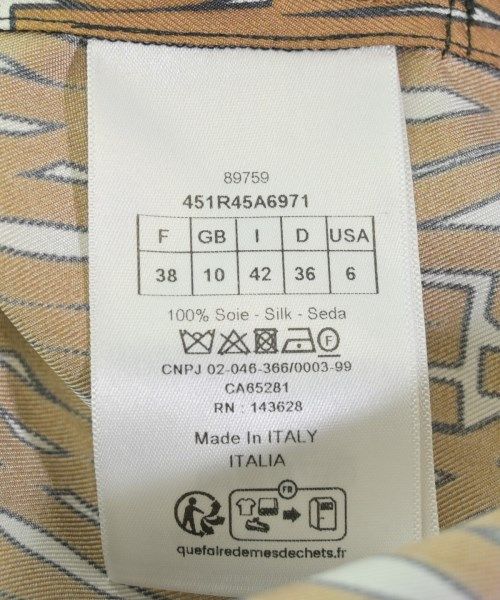 89759
451R45A6971
F GB I D USA
38 10 42 36 6
100% Soie - Silk - Seda
F
CNPJ 02-046-366/0003-99
CA65281
RN : 143628
Made In ITALY
ITALIA
FR
quefairedemesdechets.fr